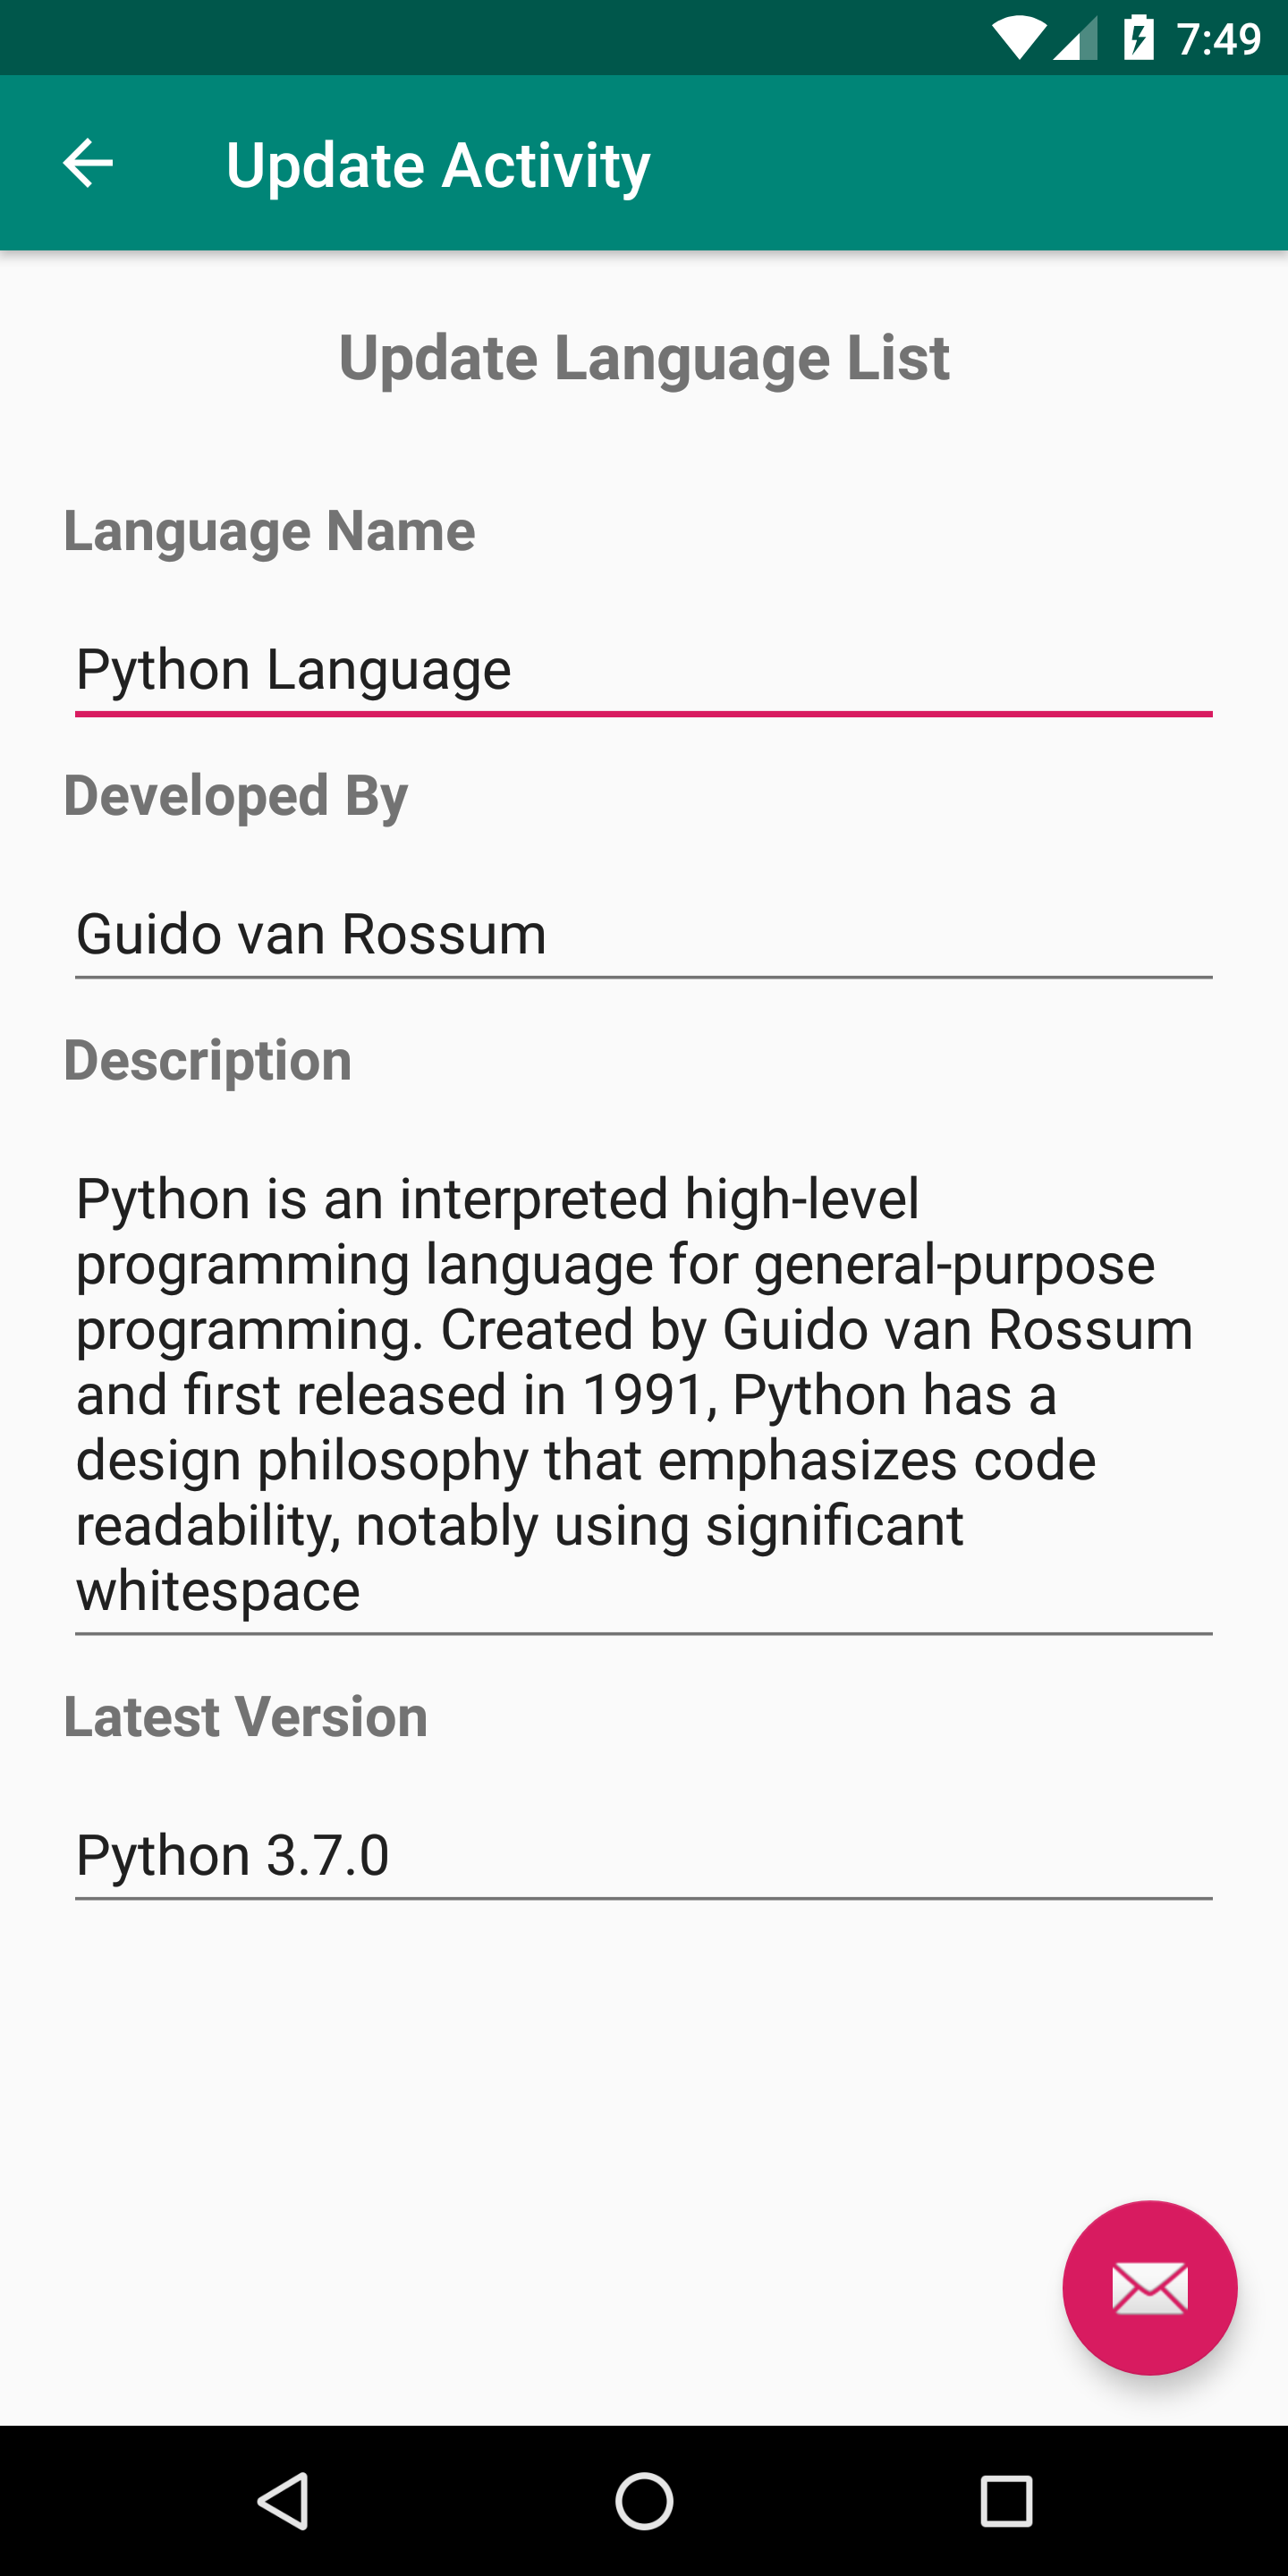 7:49
Update Activity
Update Language List
Language Name
Python Language
Developed By
Guido van Rossum
Description
Python is an interpreted high-level
programming language for general-purpose
programming. Created by Guido van Rossum
and first released in 1991, Python has a
design philosophy that emphasizes code
readability, notably using significant
whitespace
Latest Version
Python 3.7.0